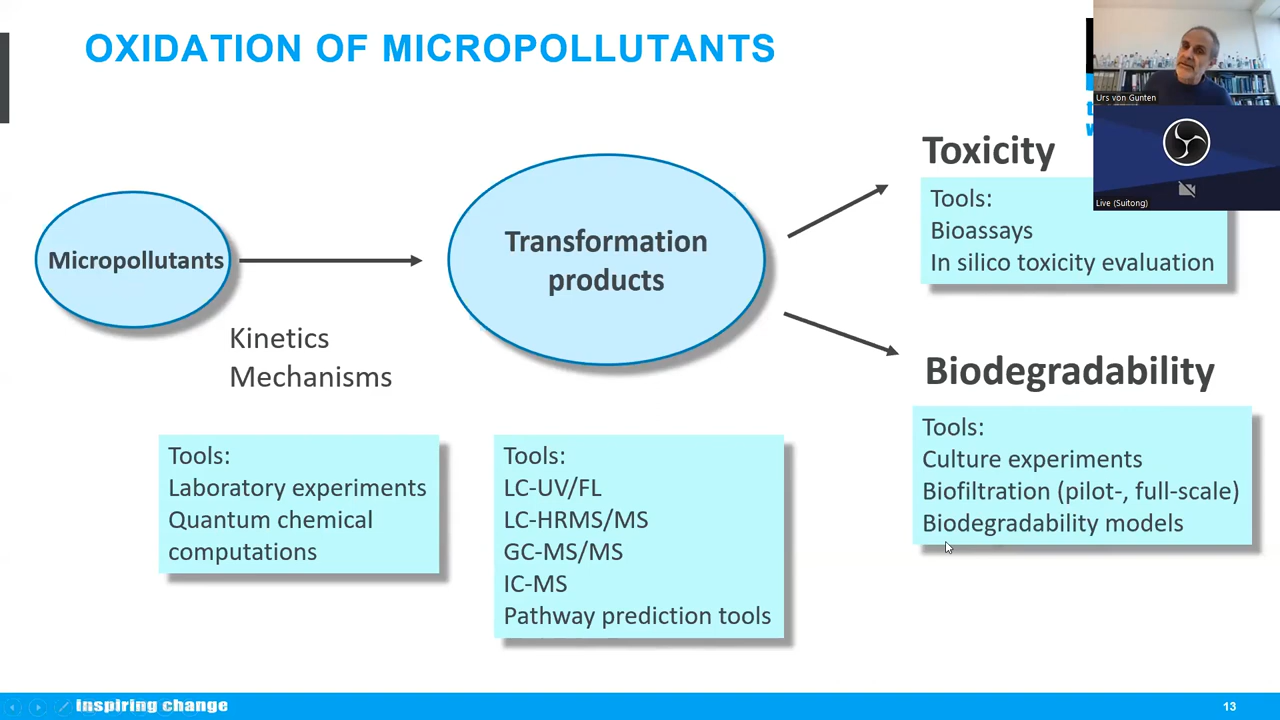 OXIDATION OF MICROPOLLUTANTS
Urs von Gunten
Live (Suitong)
Micropollutants
Kinetics
Mechanisms
Tools:
Laboratory experiments
Quantum chemical
computations
Transformation
products
Tools:
LC-UV/FL
LC-HRMS/MS
GC-MS/MS
IC-MS
Pathway prediction tools
Toxicity
Tools:
Bioassays
In silico toxicity evaluation
Biodegradability
Tools:
Culture experiments
Biofiltration (pilot-, full-scale)
Biodegradability models
inspiring change
13